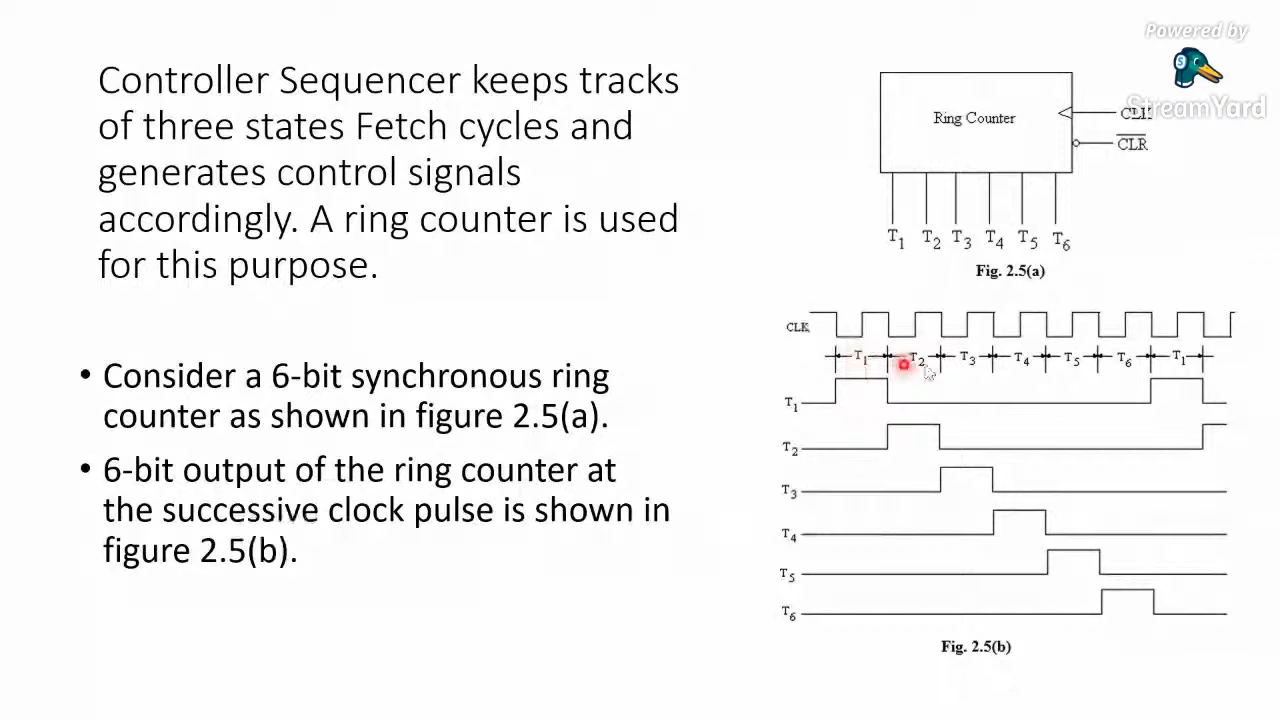 Powered by
StreamYard
Controller Sequencer keeps tracks
of three states Fetch cycles and
generates control signals
accordingly. A ring counter is used
for this purpose.
• Consider a 6-bit synchronous ring
counter as shown in figure 2.5(a).
• 6-bit output of the ring counter at
the successive clock pulse is shown in
figure 2.5(b).
Ring Counter
CLK
CLR
T1 T2 T3 T4 T5 T6
Fig. 2.5(a)
CLK
T1 T2 T3 T4 T5 T6 T1
T1
T2
T3
T4
T5
T6
Fig. 2.5(b)